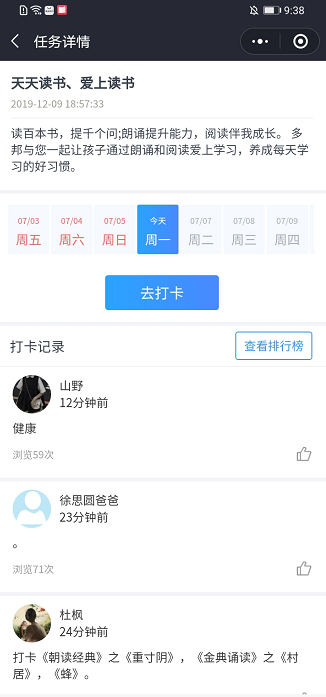 9:38
任务详情
天天读书、爱上读书
2019-12-09 18:57:33
读百本书，提千个问;朗诵提升能力，阅读伴我成长。 多
邦与您一起让孩子通过朗诵和阅读爱上学习，养成每天学
习的好习惯。
07/03 07/04 07/05 今天 07/07 07/08 07/09
周五 周六 周日 周一 周二 周三 周四
去打卡
打卡记录 查看排行榜
山野
12分钟前
健康
浏览59次
徐思圆爸爸
23分钟前
。
浏览71次
杜枫
24分钟前
打卡《朝读经典》之《重寸阴》，《金典诵读》之《村
居》，《蜂》。